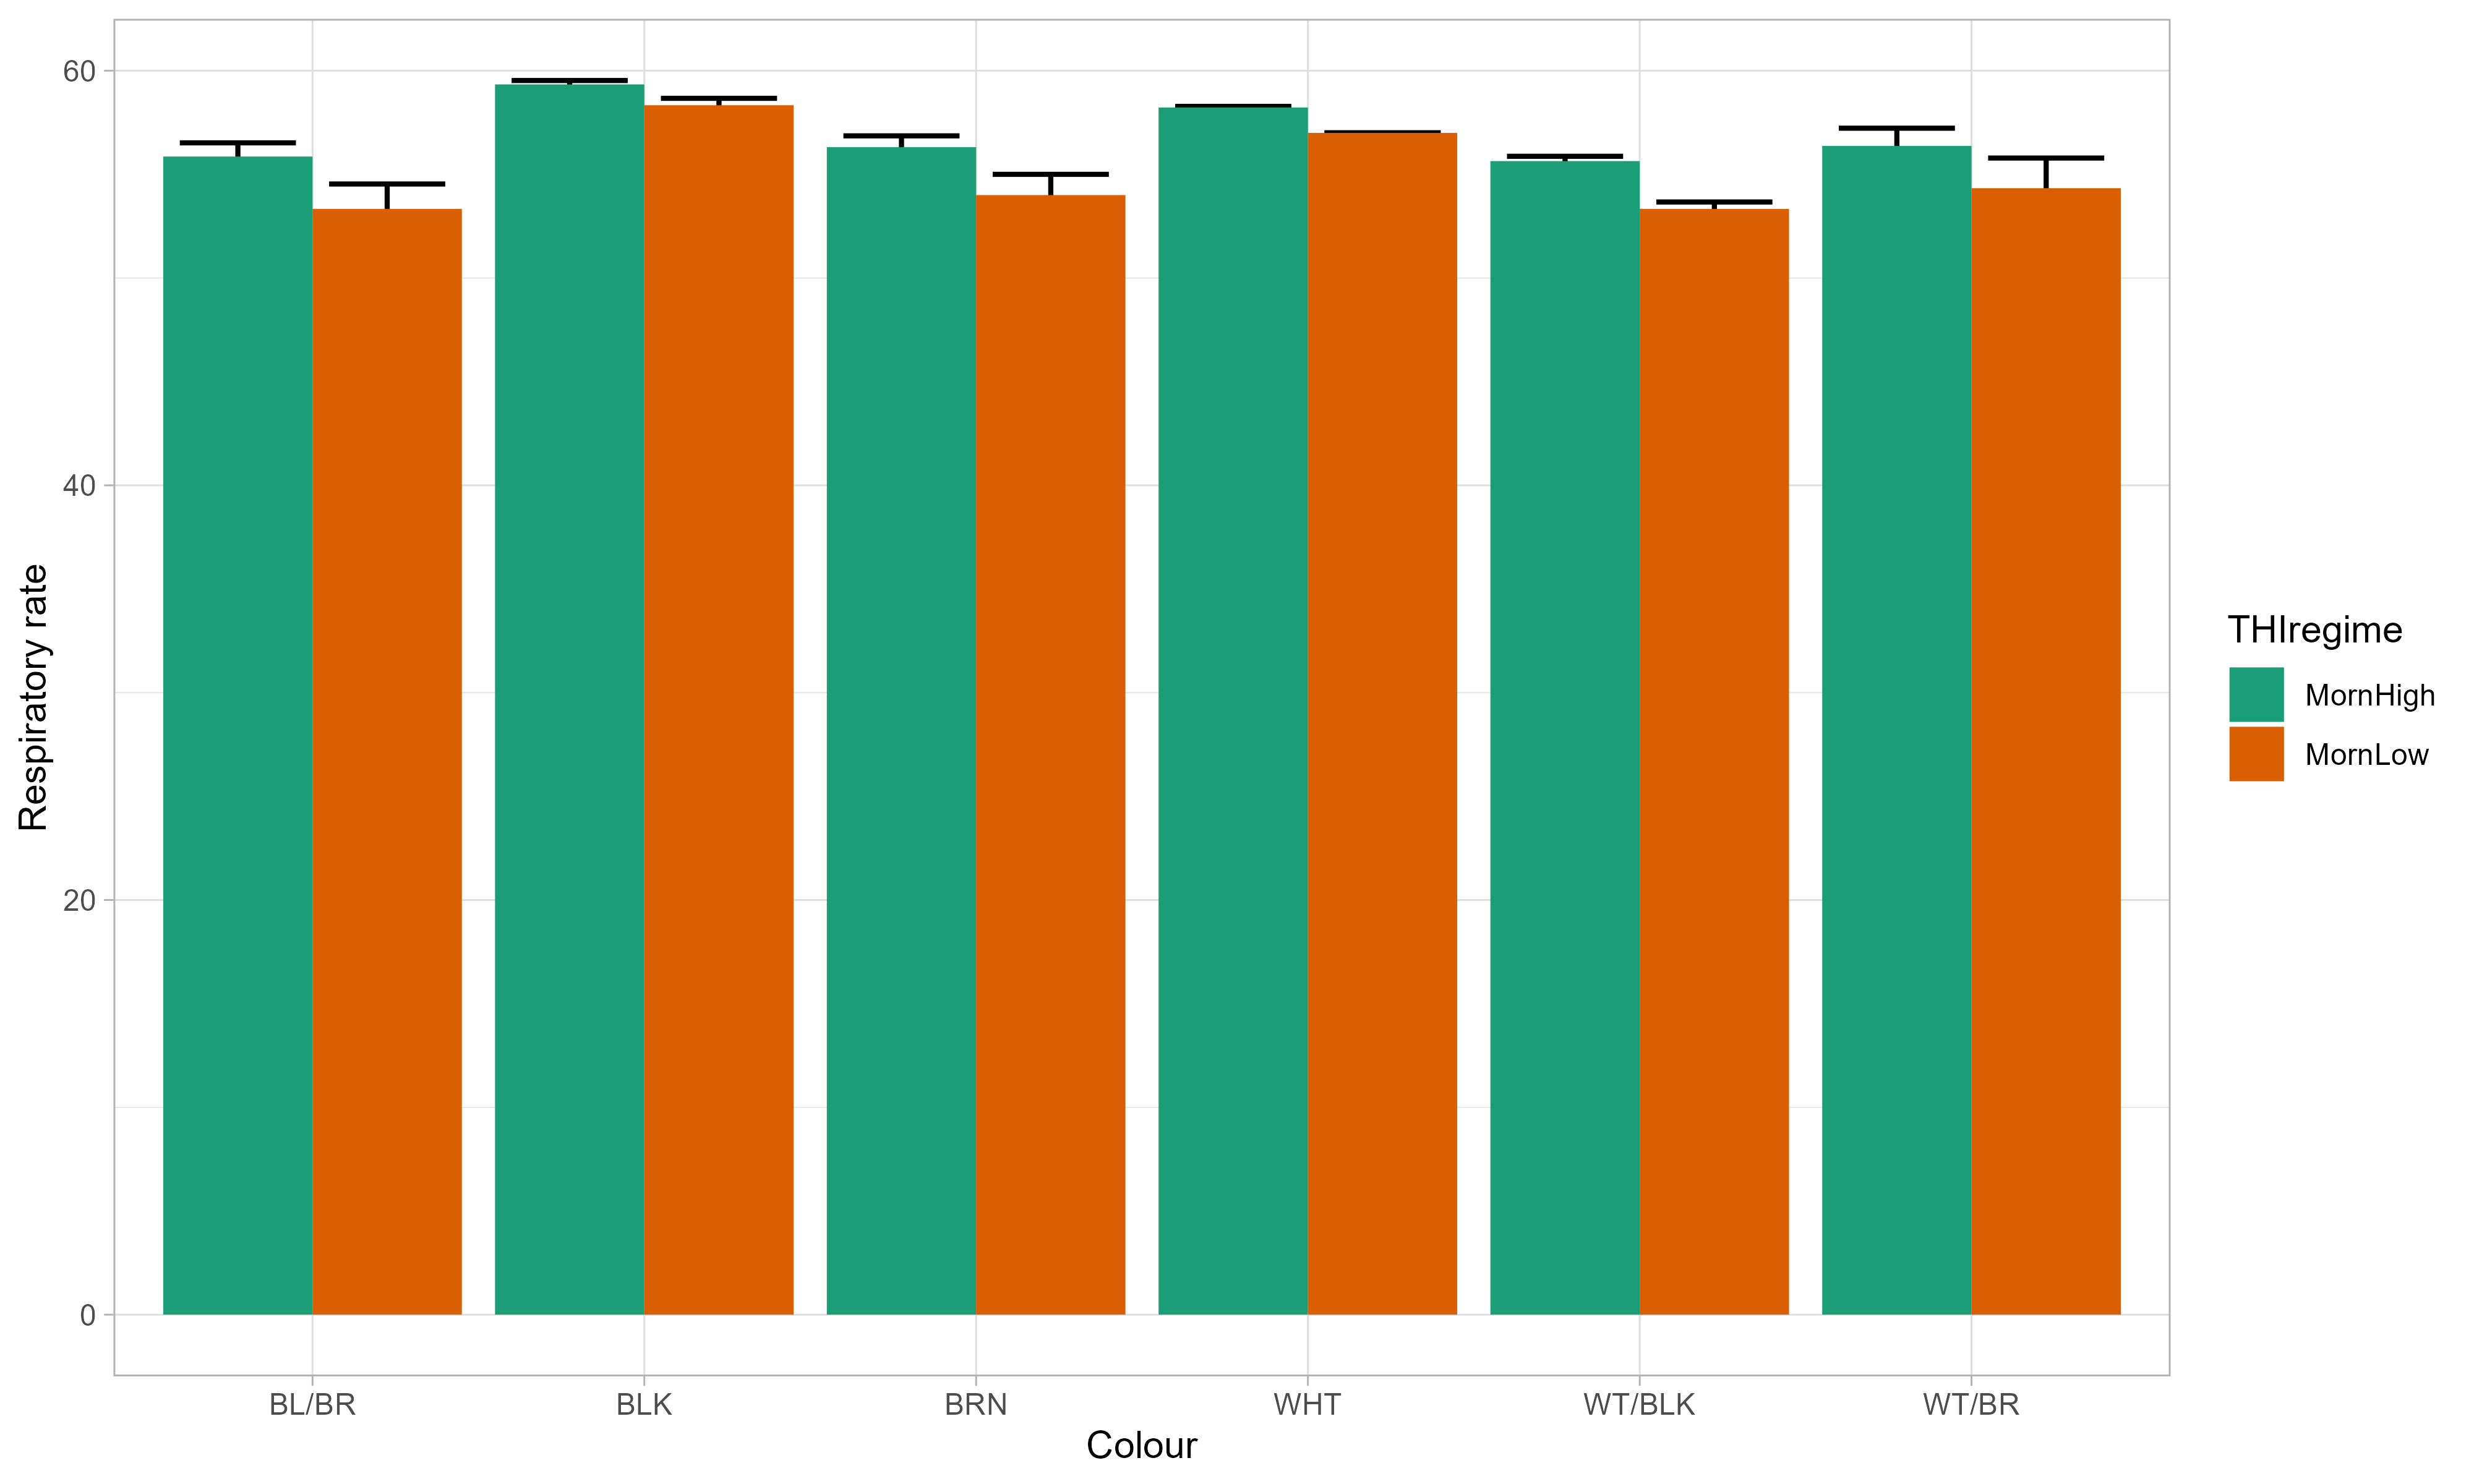 60
40
20
0
Respiratory rate
BL/BR
BLK
BRN
WHT
WT/BLK
WT/BR
Colour
THIregime
MornHigh
MornLow